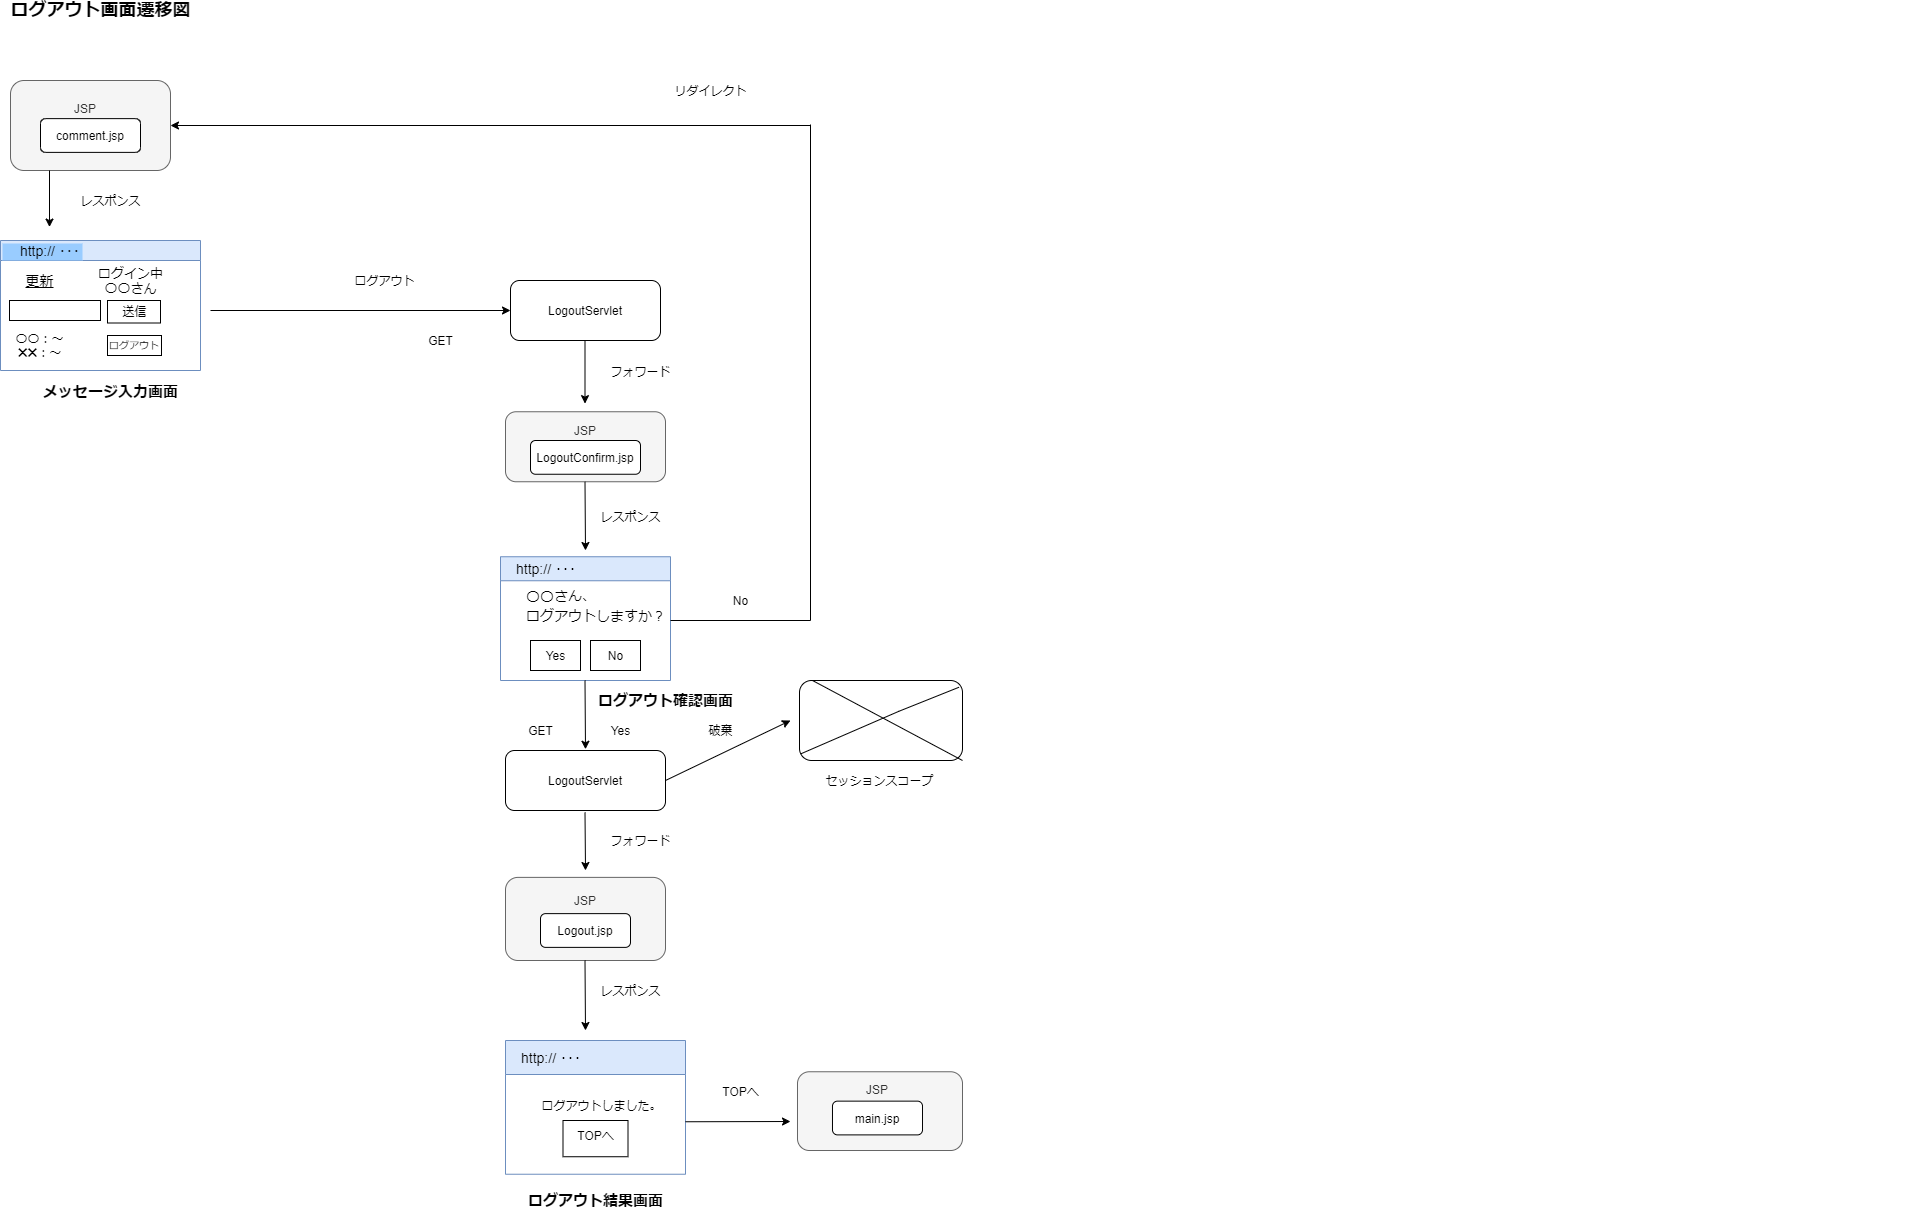 ログアウト画面遷移図
リダイレクト
JSP
comment.jsp
レスポンス
http:// ･･･
更新
ログイン中
〇〇さん
送信
〇〇：～
××：～
ログアウト
メッセージ入力画面
ログアウト
GET
LogoutServlet
フォワード
JSP
LogoutConfirm.jsp
レスポンス
http:// ･･･
〇〇さん、
ログアウトしますか？
Yes
No
No
ログアウト確認画面
GET
Yes
破棄
LogoutServlet
セッションスコープ
フォワード
JSP
Logout.jsp
レスポンス
http:// ･･･
ログアウトしました。
TOPへ
TOPへ
JSP
main.jsp
ログアウト結果画面